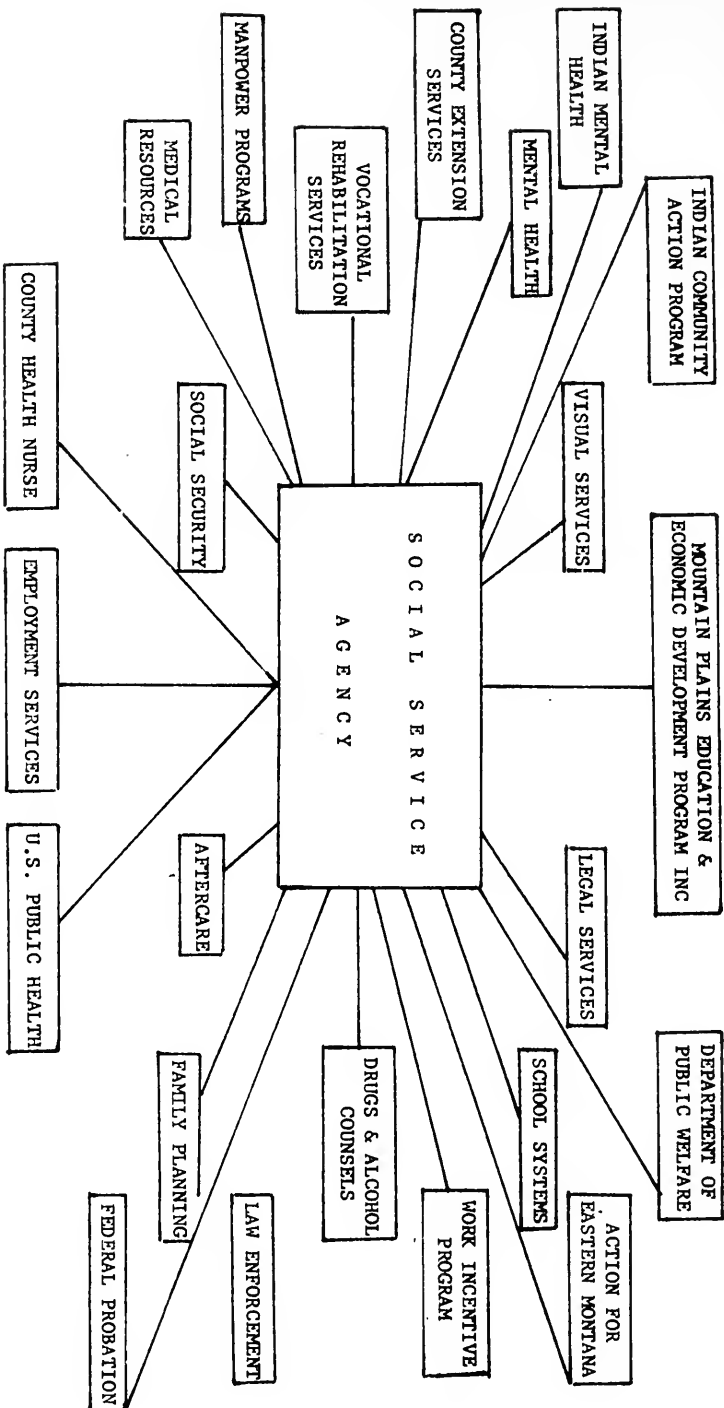 INDIAN COMMUNITY
ACTION PROGRAM
MOUNTAIN PLAINS EDUCATION &
ECONOMIC DEVELOPMENT PROGRAM INC
DEPARTMENT OF
PUBLIC WELFARE
INDIAN MENTAL
HEALTH
VISUAL SERVICES
LEGAL SERVICES
ACTION FOR
EASTERN MONTANA
MENTAL HEALTH
SCHOOL SYSTEMS
COUNTY EXTENSION
SERVICES
WORK INCENTIVE
PROGRAM
SOCIAL SERVICE
AGENCY
VOCATIONAL
REHABILITATION
SERVICES
DRUGS & ALCOHOL
COUNSELS
MANPOWER PROGRAMS
LAW ENFORCEMENT
MEDICAL
RESOURCES
SOCIAL SECURITY
AFTERCARE
FAMILY PLANNING
FEDERAL PROBATION
COUNTY HEALTH NURSE
EMPLOYMENT SERVICES
U.S. PUBLIC HEALTH